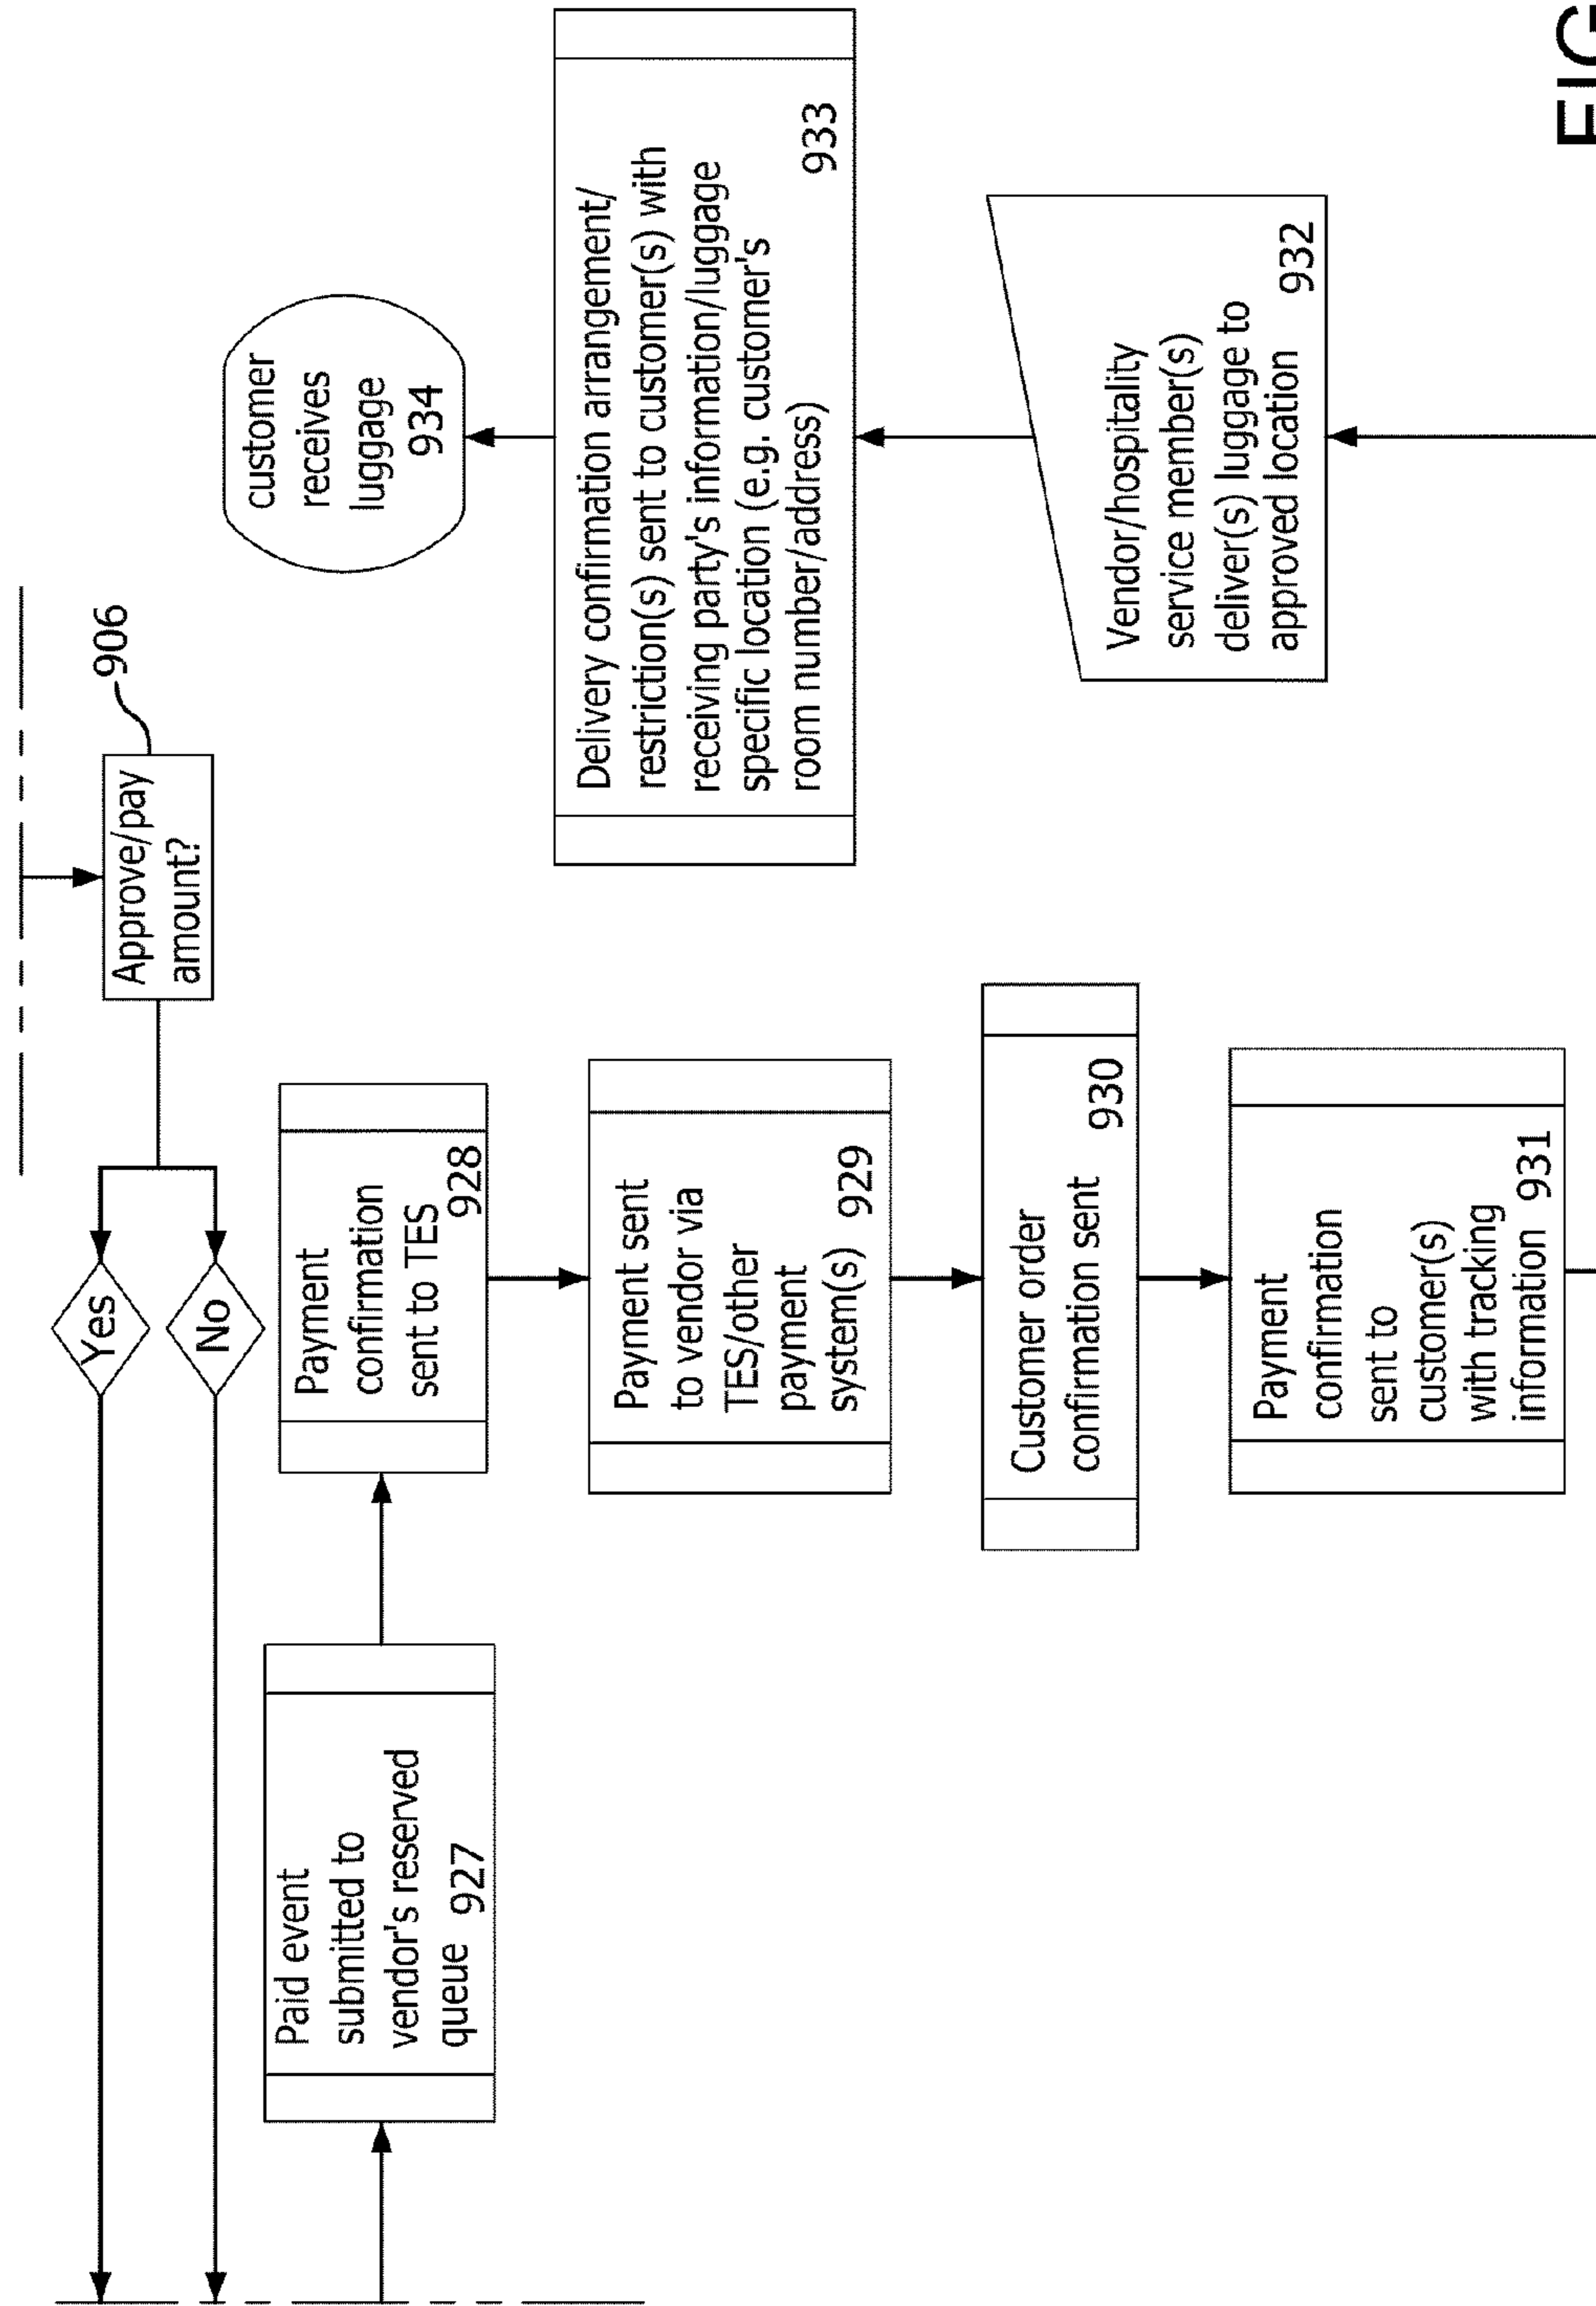 906
Approve/pay
amount?
Yes
No
Paid event
submitted to
vendor's reserved
queue 927
Payment
confirmation
sent to TES
928
Payment sent
to vendor via
TES/other
payment
system(s) 929
Customer order
confirmation sent
930
Payment
confirmation
sent to
customer(s)
with tracking
information 931
Vendor/hospitality
service member(s)
deliver(s) luggage to
approved location 932
Delivery confirmation arrangement/
restriction(s) sent to customer(s) with
receiving party's information/luggage
specific location (e.g. customer's
room number/address)
933
customer
receives
luggage
934
FIG